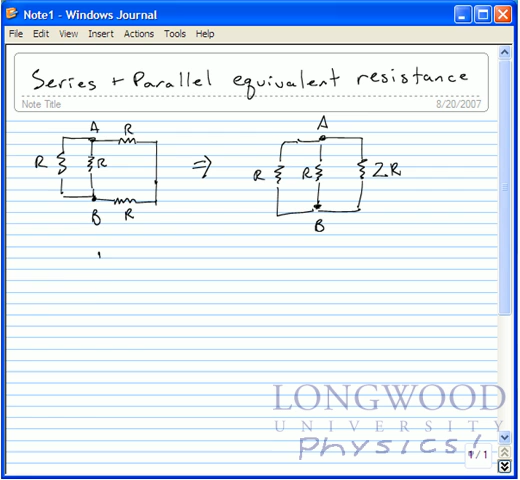 Note1 - Windows Journal
File Edit View Insert Actions Tools Help
Series + Parallel equivalent resistance
Note Title 8/20/2007
A R A
R R ⇒ R R 2R
B R B
LONGWOOD
UNIVERSITY
Physics!
1 / 1